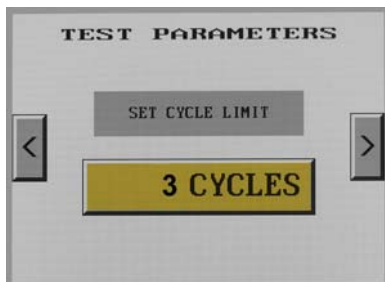 TEST PARAMETERS
SET CYCLE LIMIT
<
>
3 CYCLES